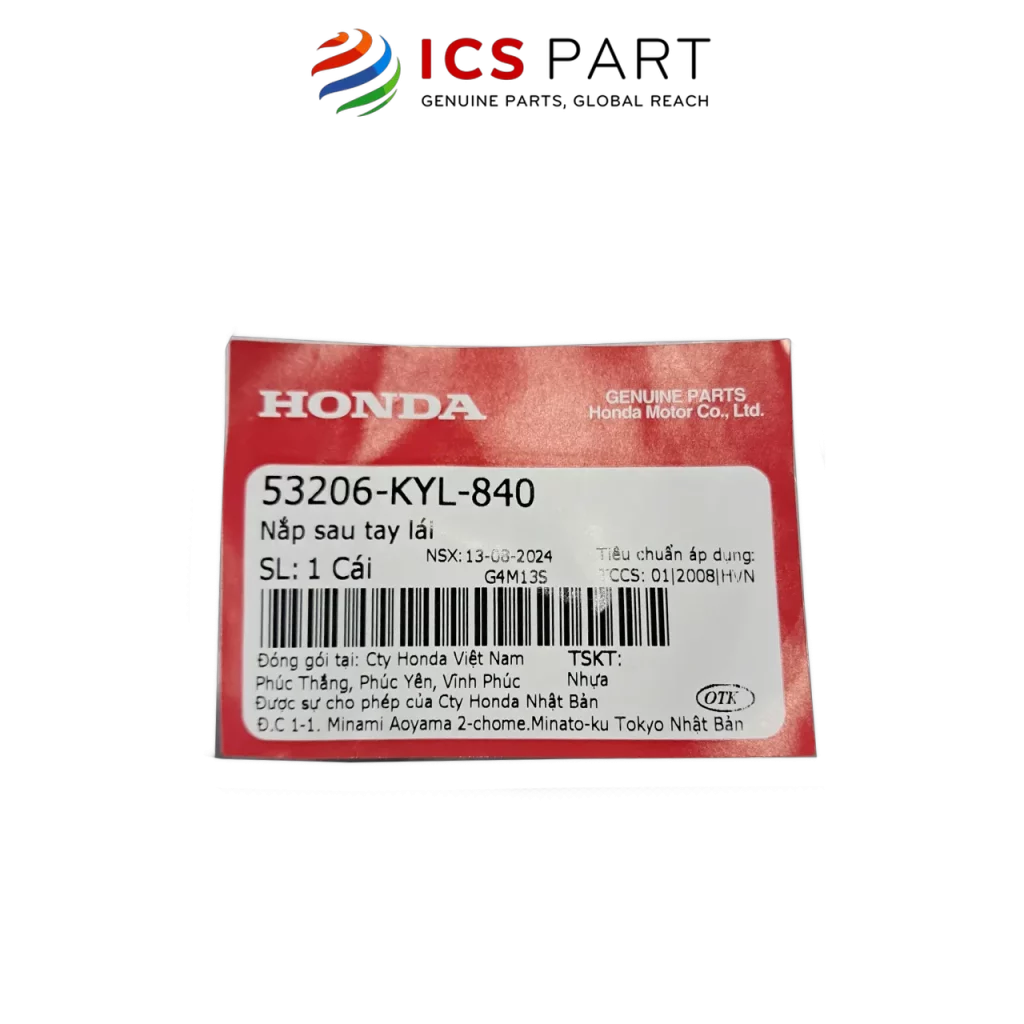 ICS PART
GENUINE PARTS, GLOBAL REACH
HONDA
GENUINE PARTS
Honda Motor Co., Ltd.
53206-KYL-840
Nắp sau tay lái
SL: 1 Cái
NSX: 13-08-2024
G4M13S
Tiêu chuẩn áp dụng:
TCCS: 01|2008|HVN
Đóng gói tại: Cty Honda Việt Nam
Phúc Thắng, Phúc Yên, Vĩnh Phúc
TSKT:
Nhựa
Được sự cho phép của Cty Honda Nhật Bản
Đ.C 1-1. Minami Aoyama 2-chome.Minato-ku Tokyo Nhật Bản
OTK